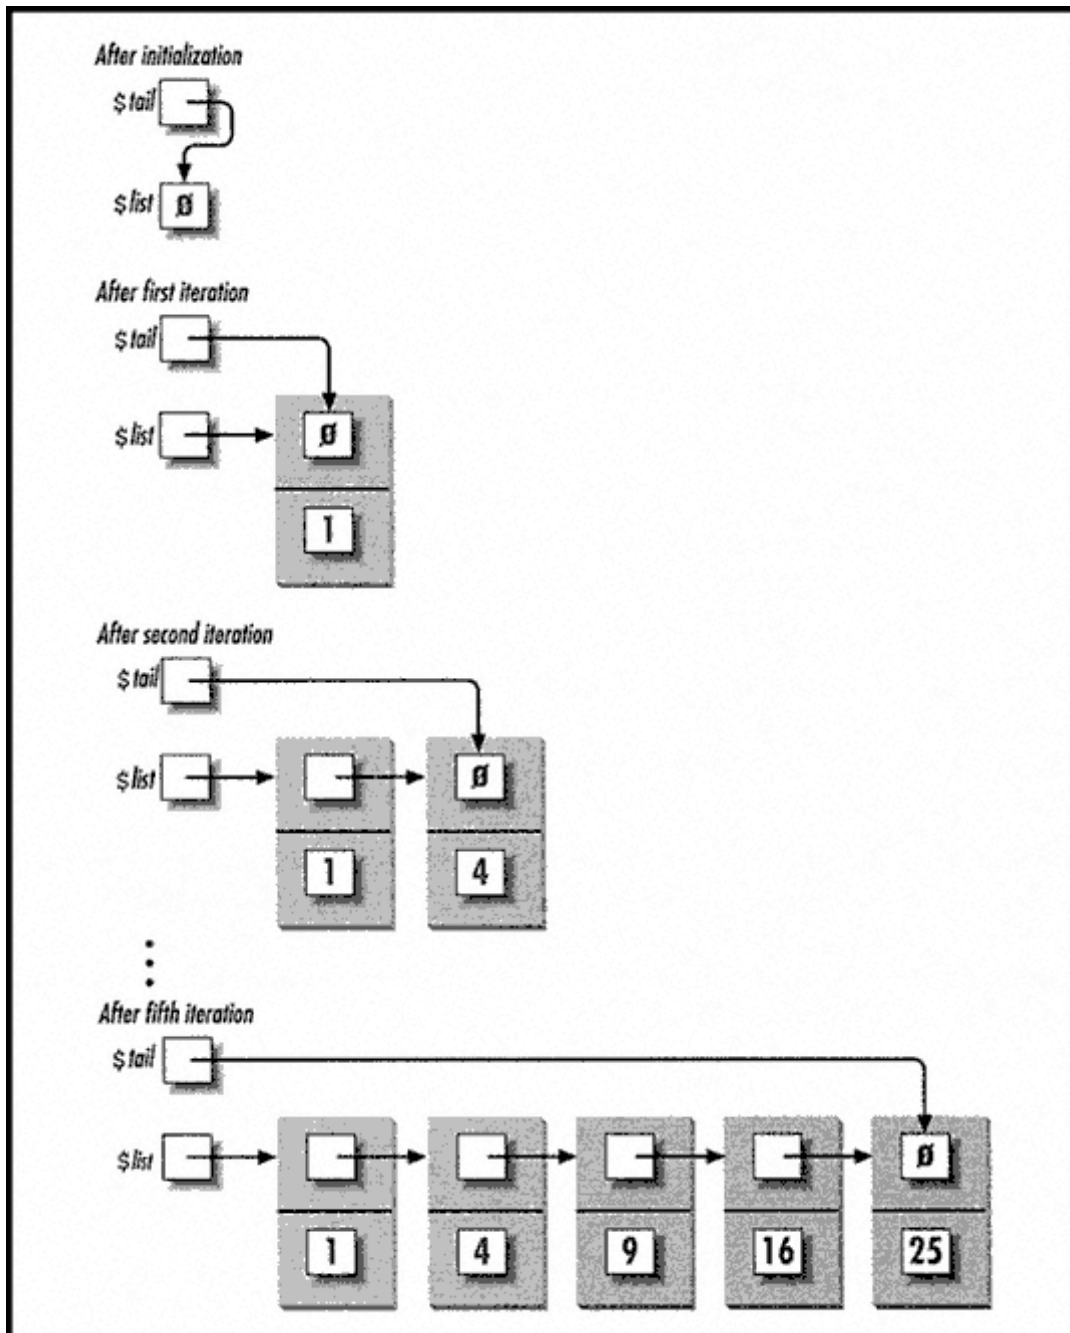 After initialization
$tail
$list Ø
After first iteration
$tail
$list Ø
1
After second iteration
$tail
$list Ø
1 4
After fifth iteration
$tail
$list Ø
1 4 9 16 25